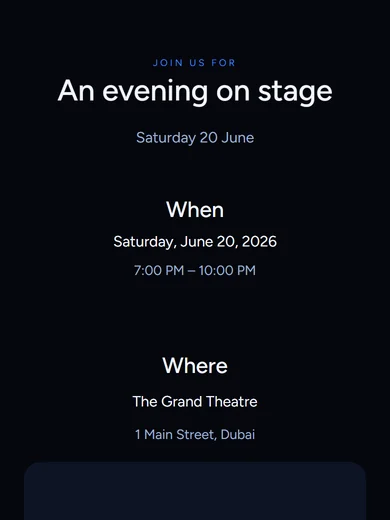 JOIN US FOR
An evening on stage
Saturday 20 June
When
Saturday, June 20, 2026
7:00 PM – 10:00 PM
Where
The Grand Theatre
1 Main Street, Dubai